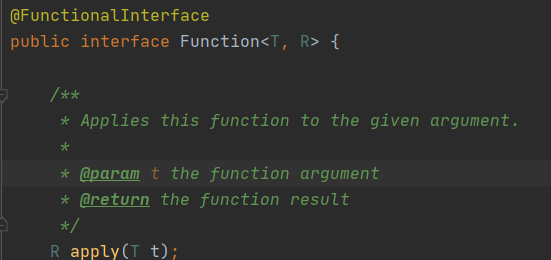 @FunctionalInterface
public interface Function<T, R> {
/**
* Applies this function to the given argument.
*
* @param t the function argument
* @return the function result
*/
R apply(T t);